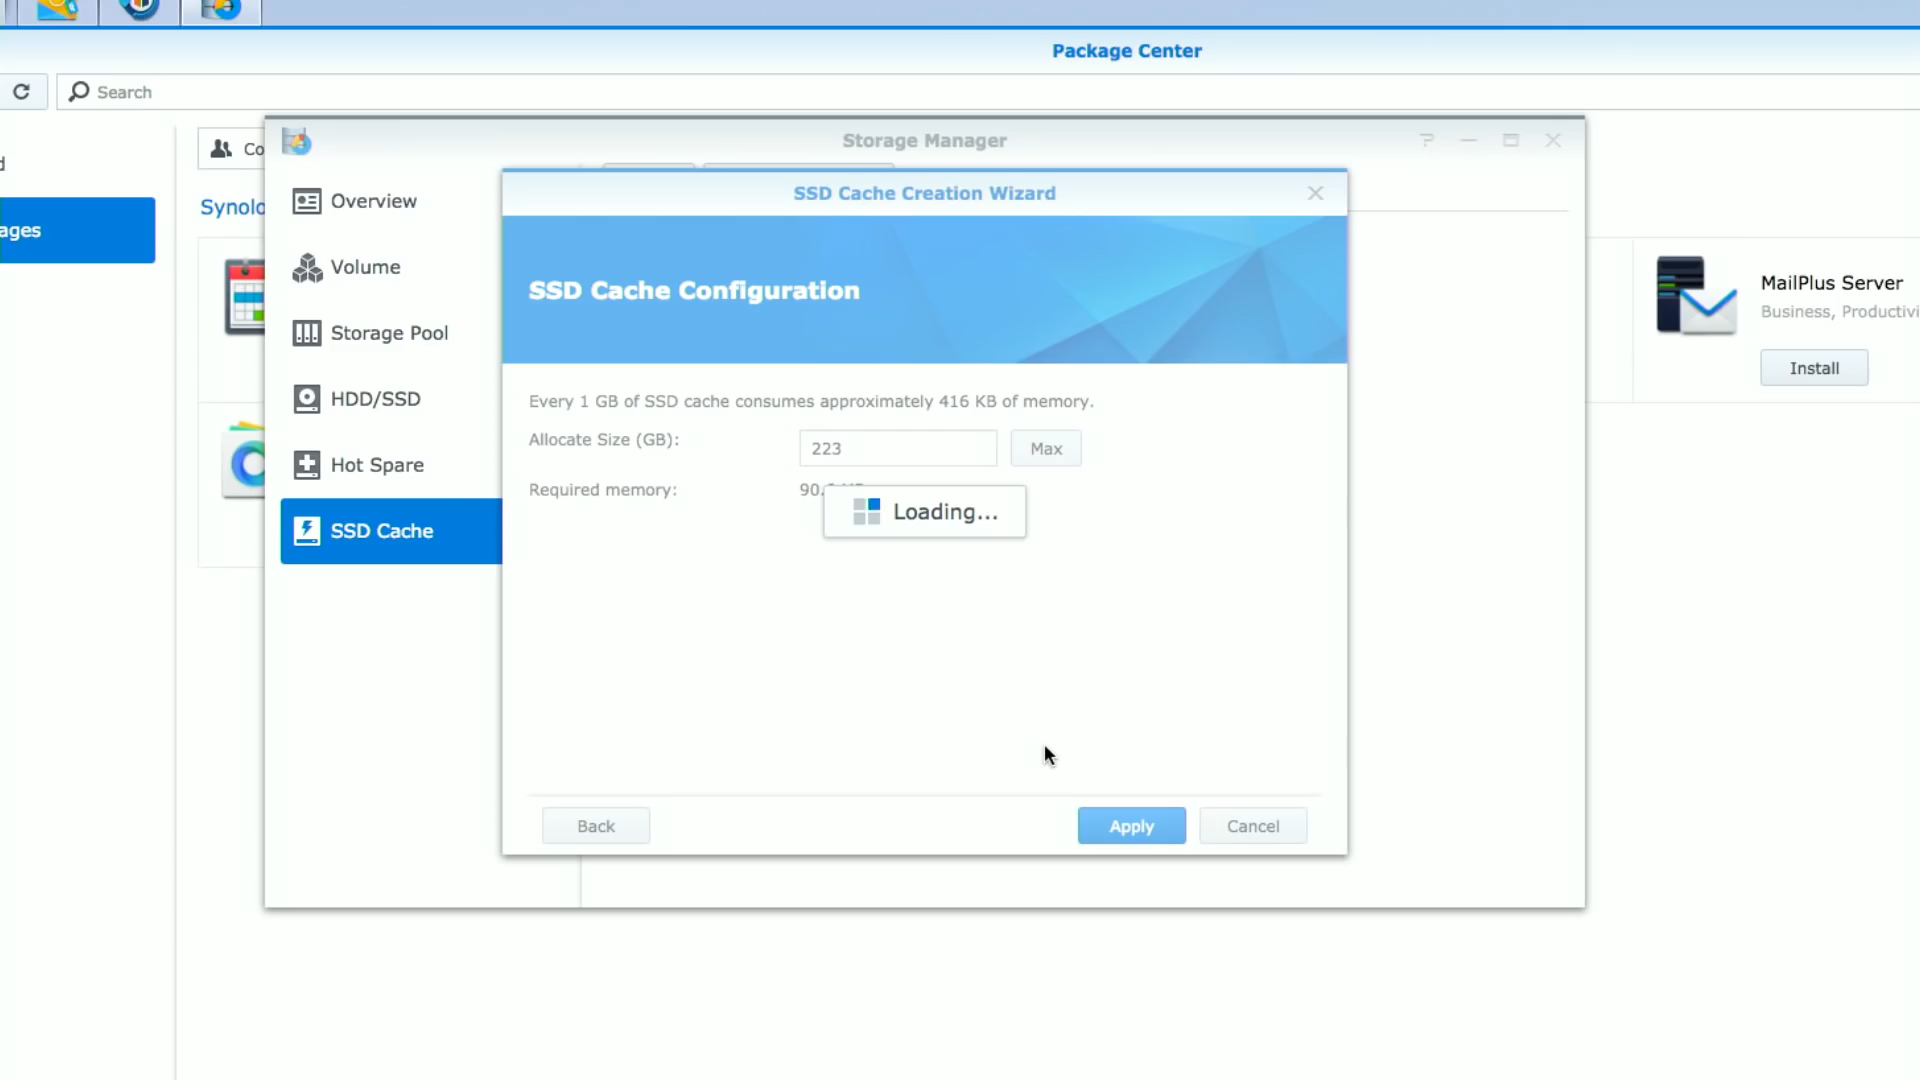 Package Center
Search
Co
Storage Manager
Synolo
ages
Overview
Volume
Storage Pool
HDD/SSD
Hot Spare
SSD Cache
SSD Cache Creation Wizard
SSD Cache Configuration
Every 1 GB of SSD cache consumes approximately 416 KB of memory.
Allocate Size (GB):
223
Max
Required memory:
90.
Loading...
Back
Apply
Cancel
MailPlus Server
Business, Productivi
Install